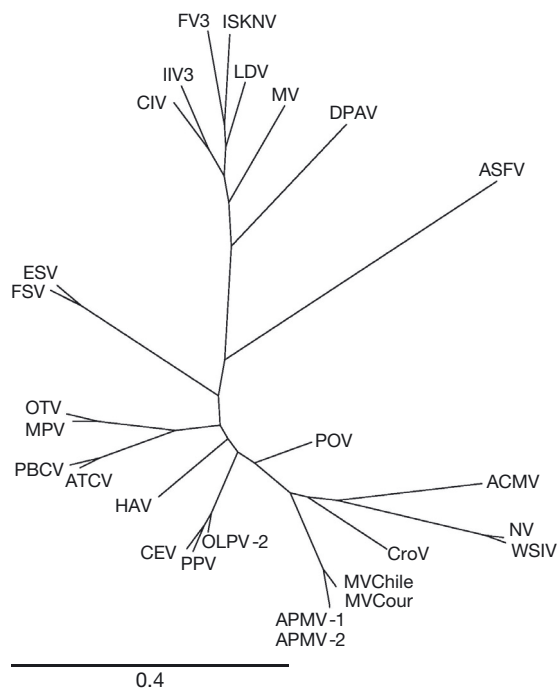 FV3 ISKNV
IIV3
LDV
CIV
MV
DPAV
ASFV
ESV
FSV
OTV
MPV
POV
PBCV
ATCV
ACMV
HAV
NV
OLPV-2
WSIV
CEV
CroV
PPV
MVChile
MVCour
APMV-1
APMV-2
0.4